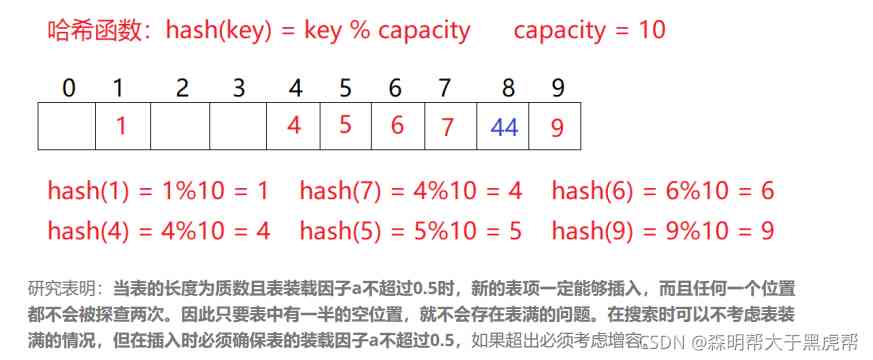 哈希函数：hash(key) = key % capacity capacity = 10
0 1 2 3 4 5 6 7 8 9
1 4 5 6 7 44 9
hash(1) = 1%10 = 1 hash(7) = 4%10 = 4 hash(6) = 6%10 = 6
hash(4) = 4%10 = 4 hash(5) = 5%10 = 5 hash(9) = 9%10 = 9
研究表明：当表的长度为质数且表装载因子a不超过0.5时，新的表项一定能够插入，而且任何一个位置
都不会被探查两次。因此只要表中有一半的空位置，就不会存在表满的问题。在搜索时可以不考虑表装
满的情况，但在插入时必须确保表的装载因子a不超过0.5，如果超出必须考虑增容。
CSDN @森明帮大于黑虎帮